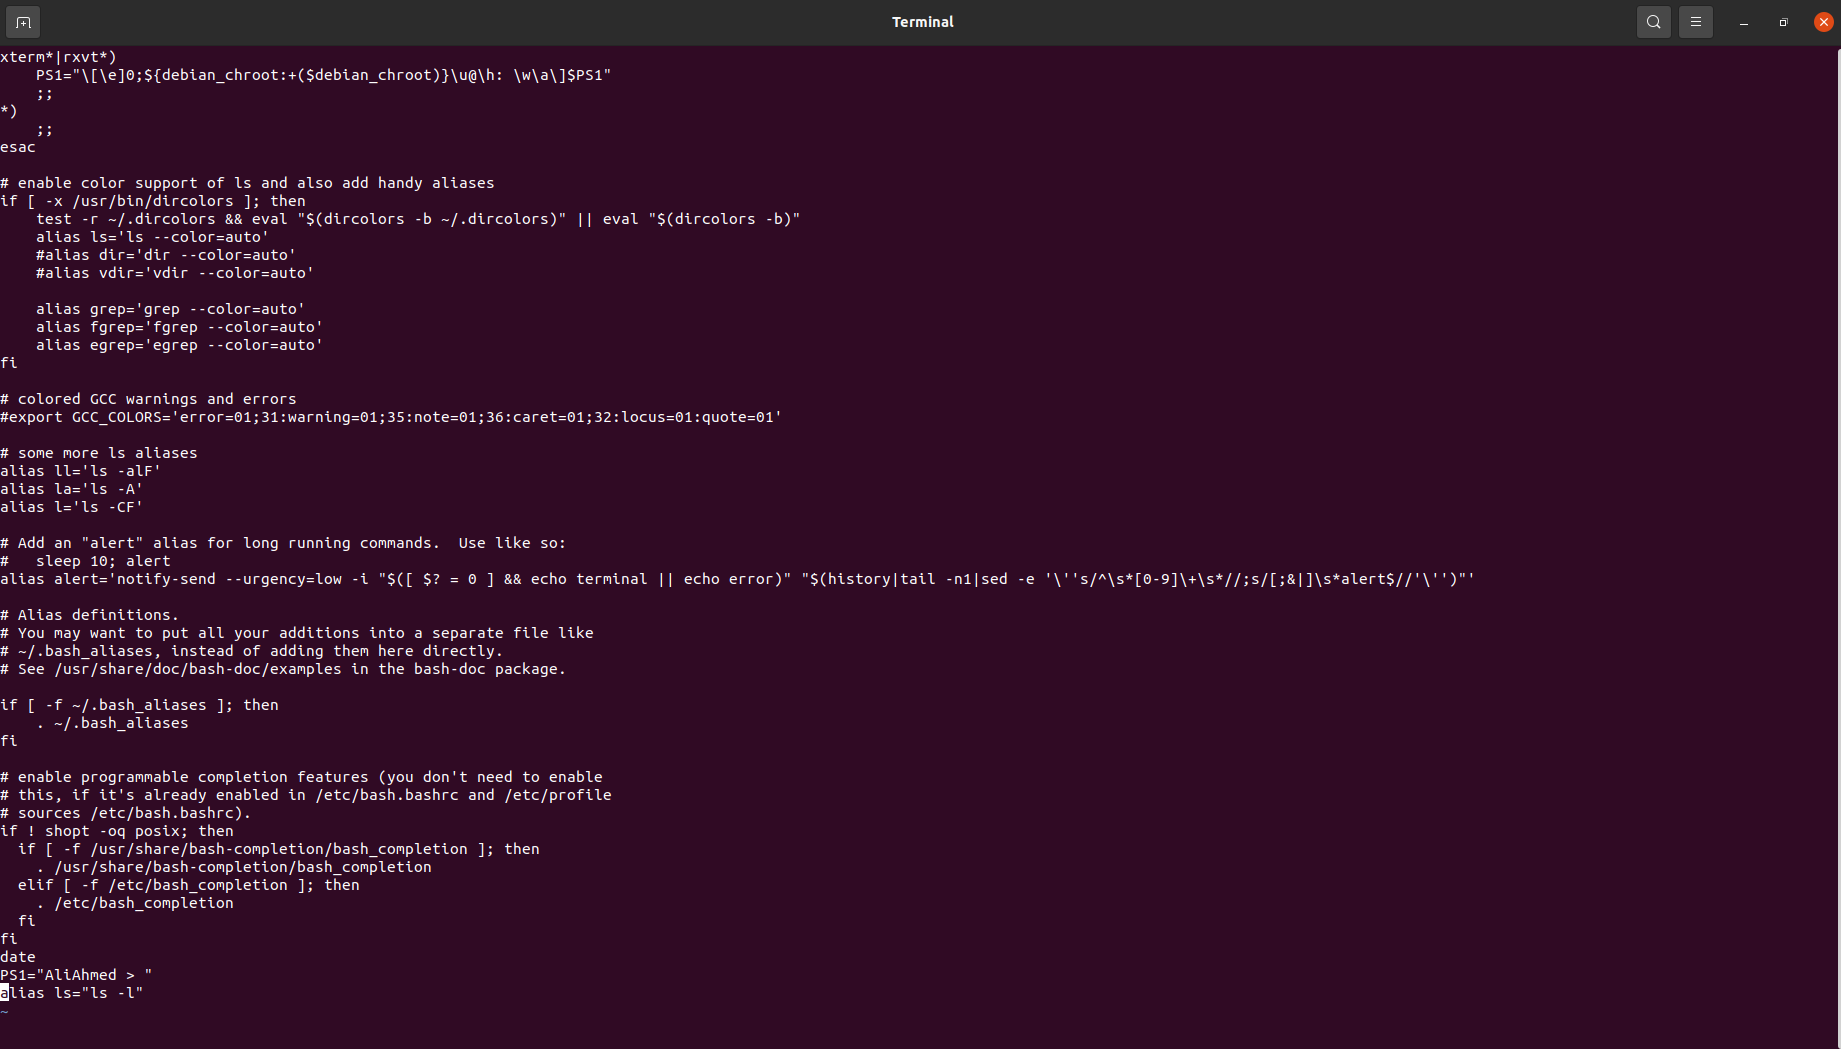 Terminal
xterm*|rxvt*)
    PS1="\[\e]0;${debian_chroot:+($debian_chroot)}\u@\h: \w\a\]$PS1"
    ;;
*)
    ;;
esac

# enable color support of ls and also add handy aliases
if [ -x /usr/bin/dircolors ]; then
    test -r ~/.dircolors && eval "$(dircolors -b ~/.dircolors)" || eval "$(dircolors -b)"
    alias ls='ls --color=auto'
    #alias dir='dir --color=auto'
    #alias vdir='vdir --color=auto'

    alias grep='grep --color=auto'
    alias fgrep='fgrep --color=auto'
    alias egrep='egrep --color=auto'
fi

# colored GCC warnings and errors
#export GCC_COLORS='error=01;31:warning=01;35:note=01;36:caret=01;32:locus=01:quote=01'

# some more ls aliases
alias ll='ls -alF'
alias la='ls -A'
alias l='ls -CF'

# Add an "alert" alias for long running commands.  Use like so:
#   sleep 10; alert
alias alert='notify-send --urgency=low -i "$([ $? = 0 ] && echo terminal || echo error)" "$(history|tail -n1|sed -e '\''s/^\s*[0-9]\+\s*//;s/[;&|]\s*alert$//'\'')"'

# Alias definitions.
# You may want to put all your additions into a separate file like
# ~/.bash_aliases, instead of adding them here directly.
# See /usr/share/doc/bash-doc/examples in the bash-doc package.

if [ -f ~/.bash_aliases ]; then
    . ~/.bash_aliases
fi

# enable programmable completion features (you don't need to enable
# this, if it's already enabled in /etc/bash.bashrc and /etc/profile
# sources /etc/bash.bashrc).
if ! shopt -oq posix; then
  if [ -f /usr/share/bash-completion/bash_completion ]; then
    . /usr/share/bash-completion/bash_completion
  elif [ -f /etc/bash_completion ]; then
    . /etc/bash_completion
  fi
fi
date
PS1="AliAhmed > "
alias ls="ls -l"
~